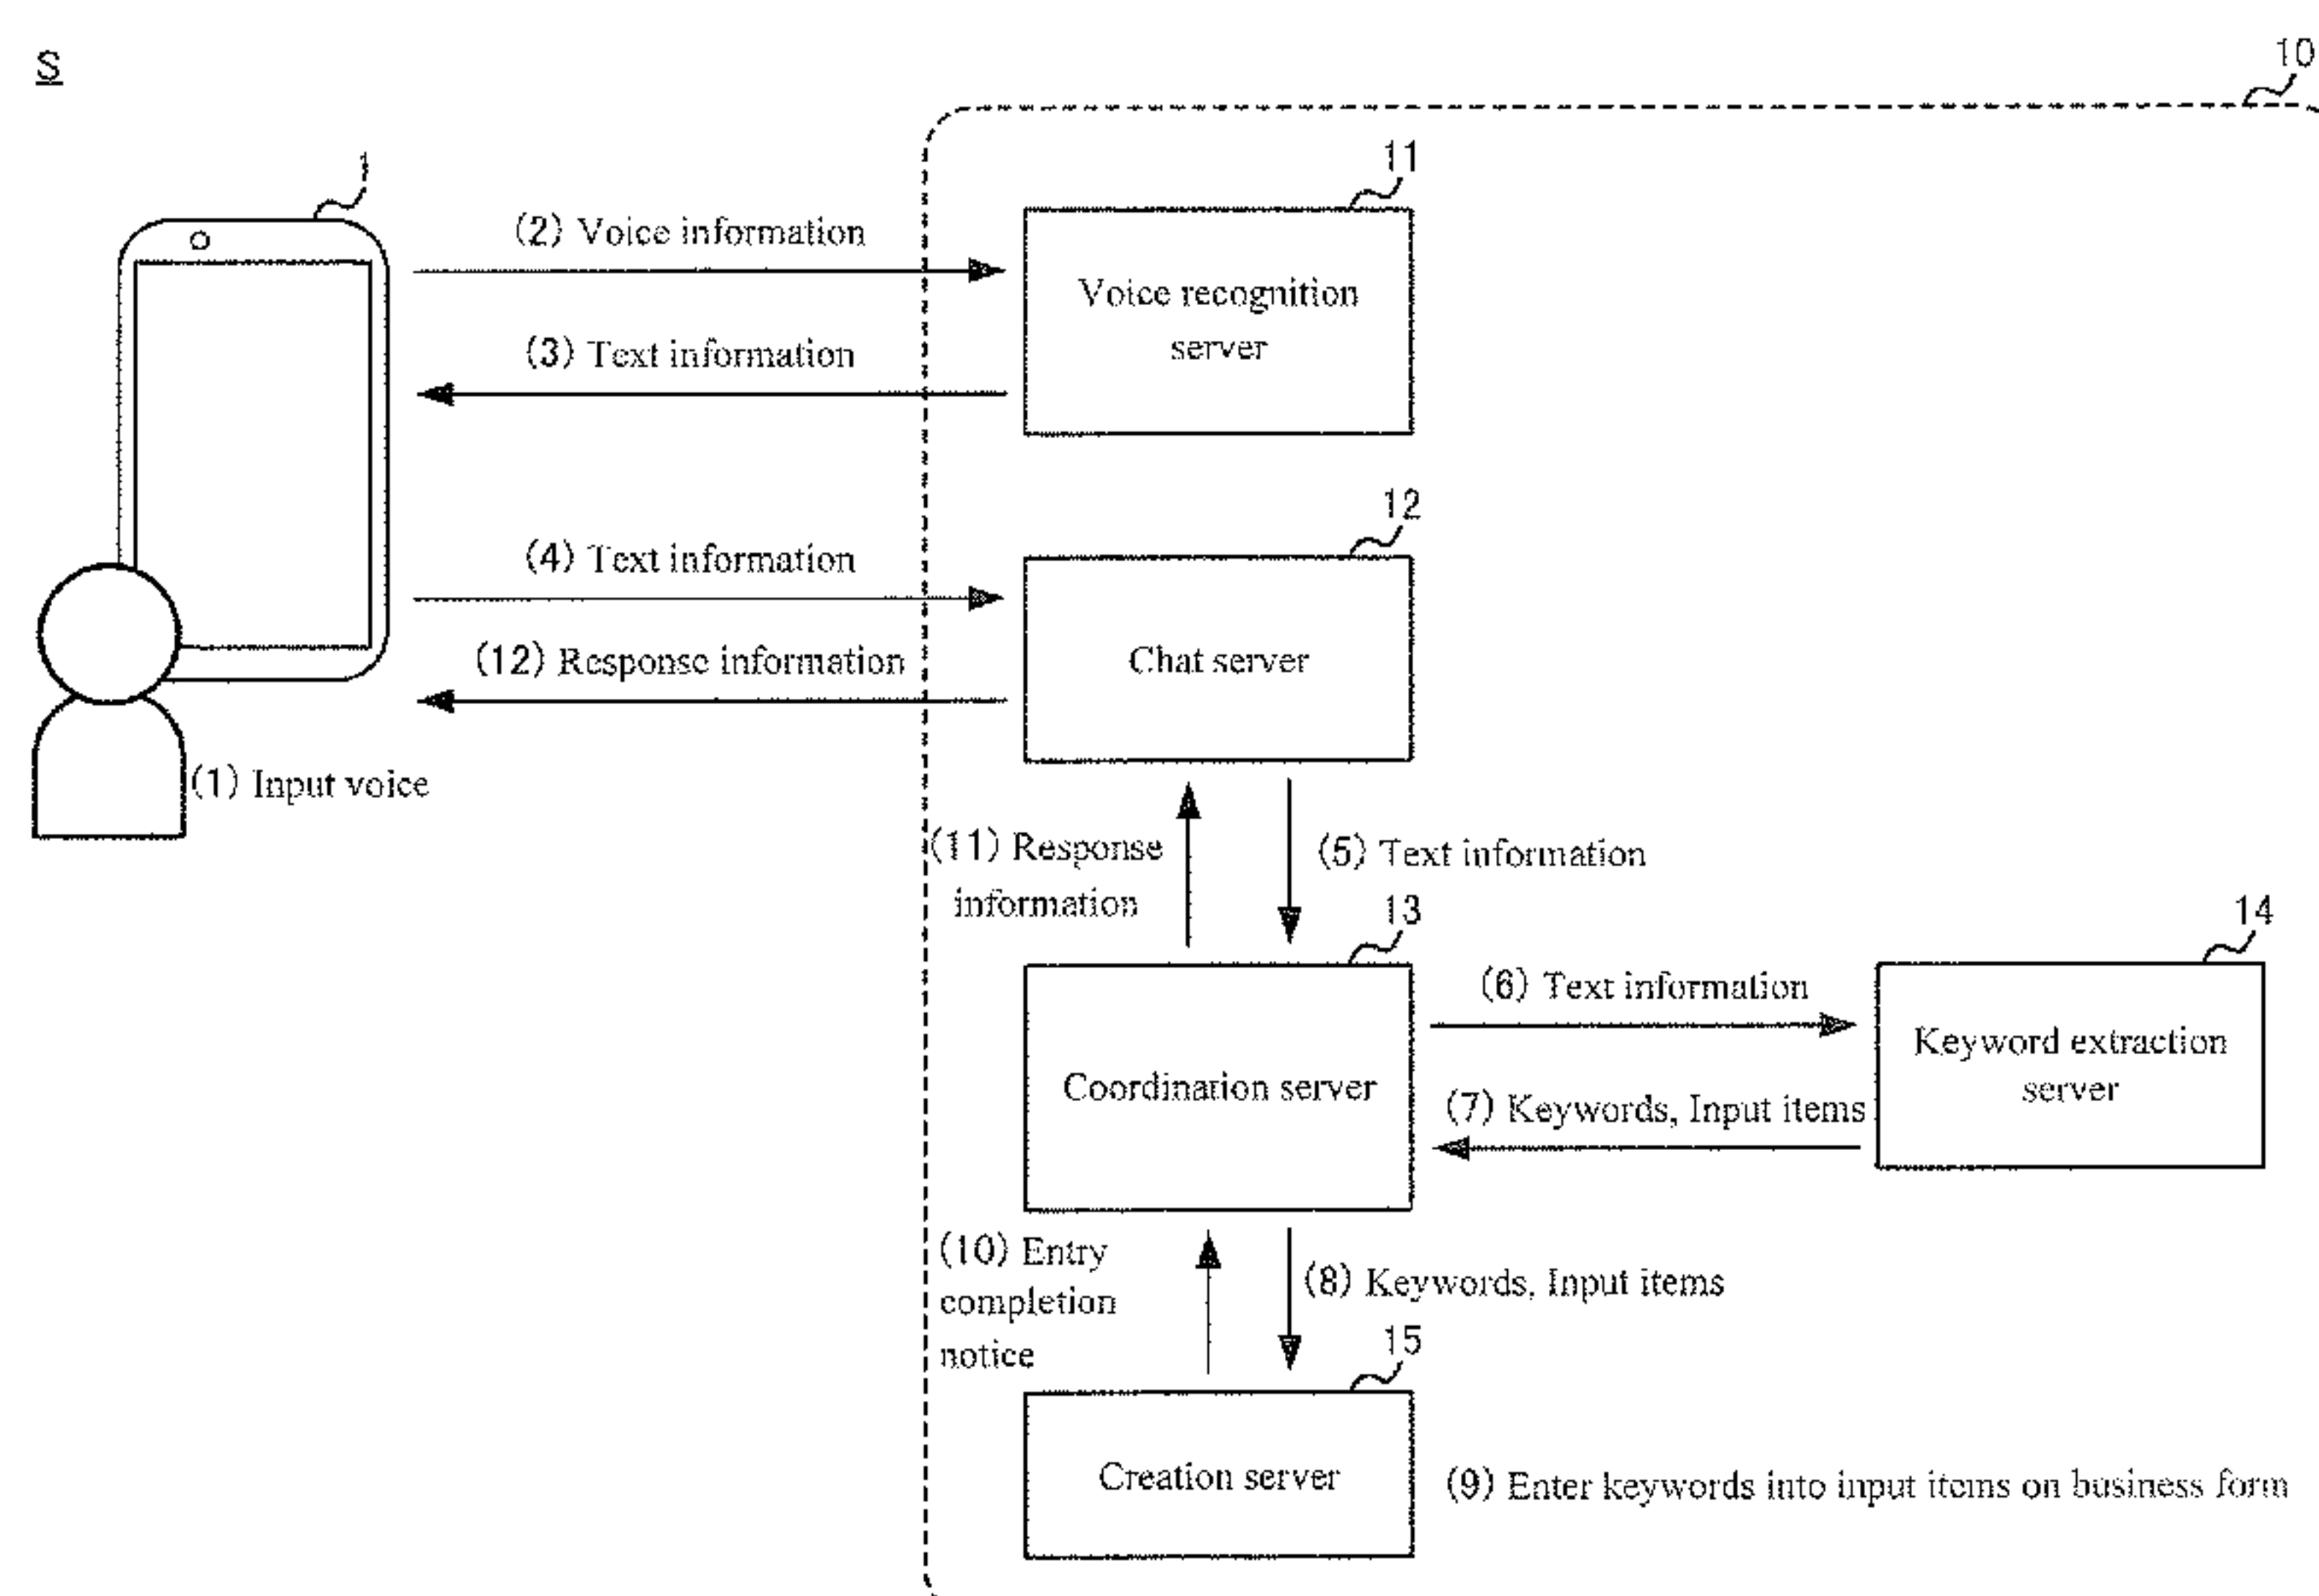 S
10
1
11
(2) Voice information
Voice recognition
server
(3) Text information
12
(4) Text information
Chat server
(12) Response information
(1) Input voice
(11) Response
information
(5) Text information
13
14
(6) Text information
Keyword extraction
server
Coordination server
(7) Keywords, Input items
(10) Entry
completion
notice
(8) Keywords, Input items
15
Creation server
(9) Enter keywords into input items on business form